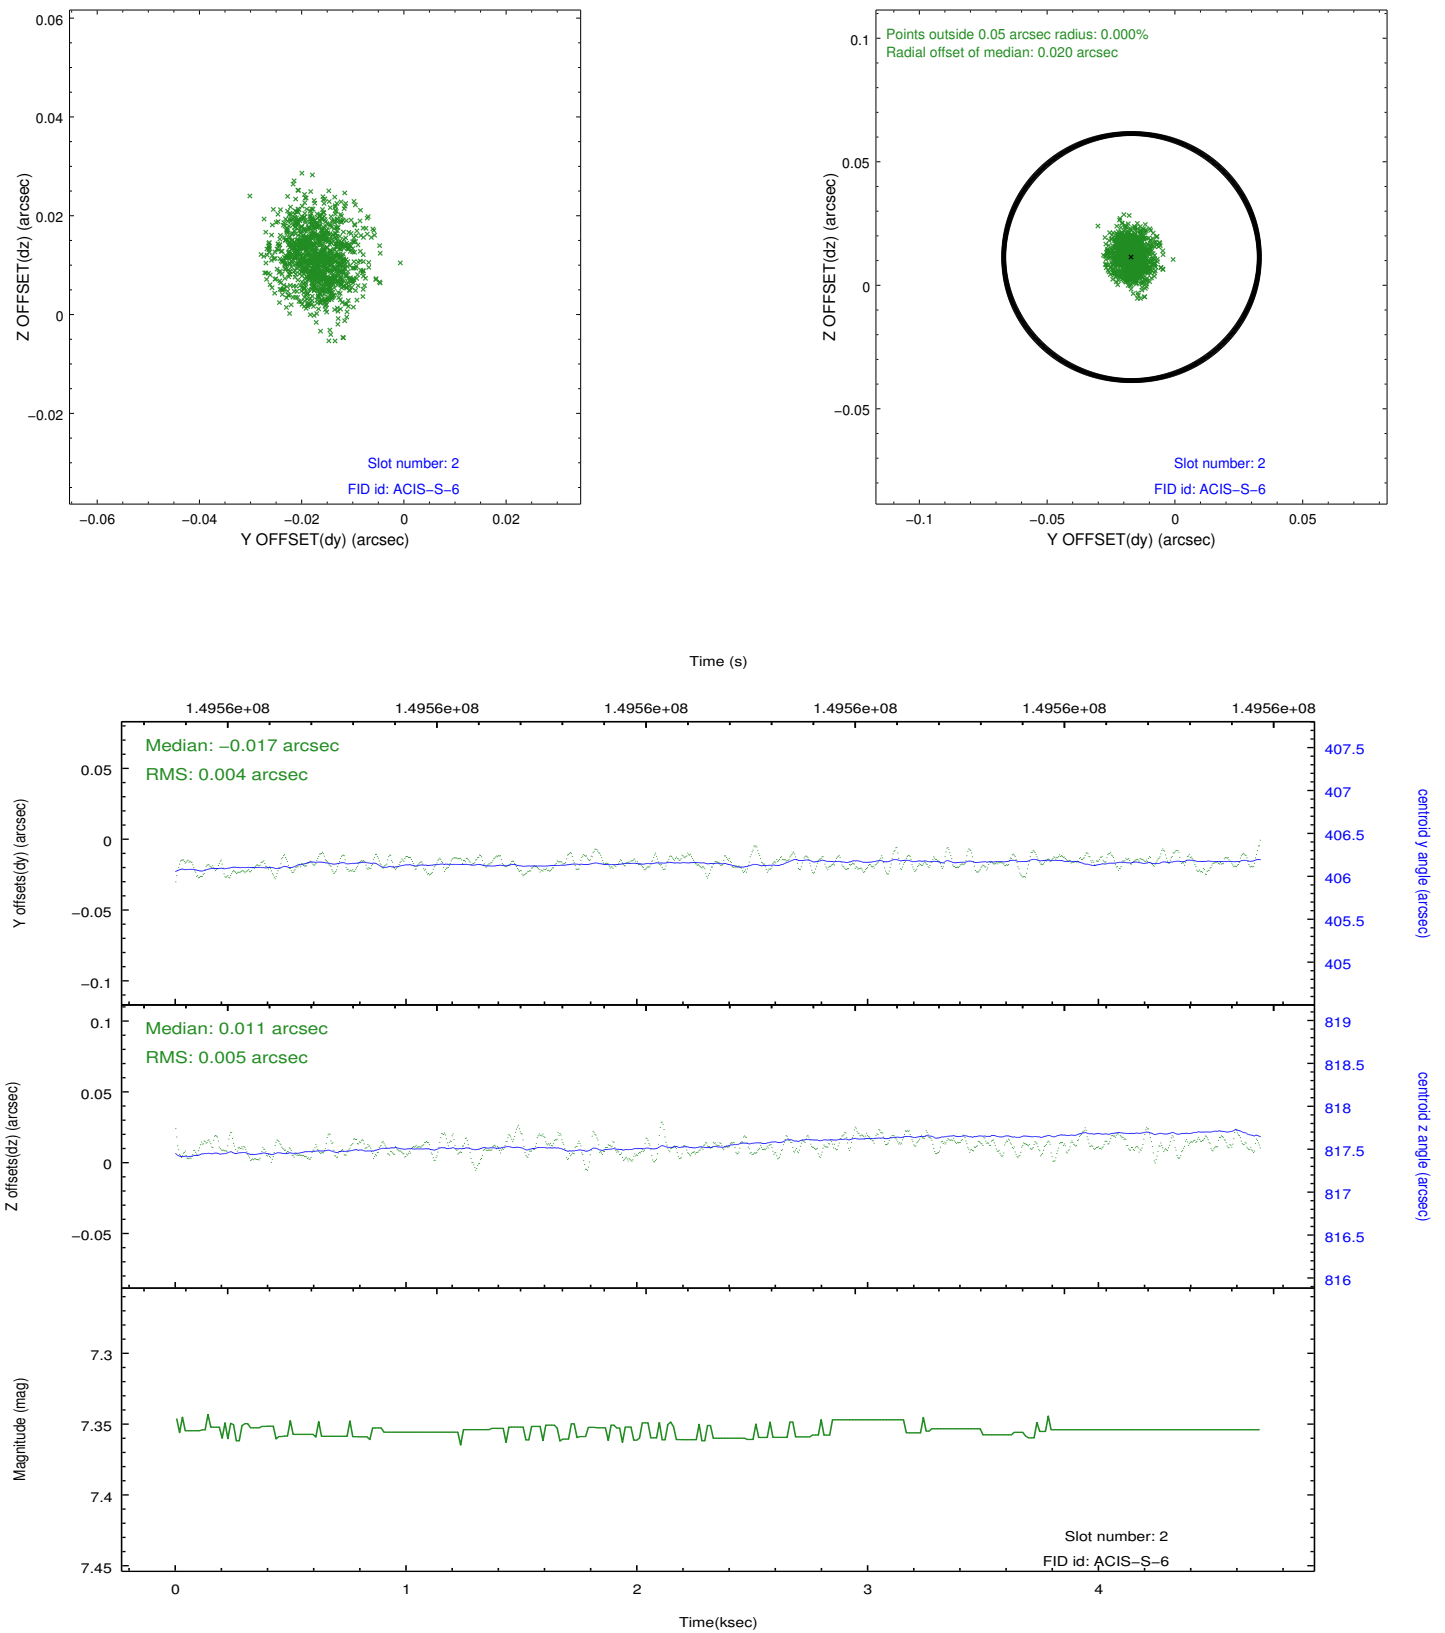 0.06
0.04
0.02
0
−0.02
−0.06
−0.04
−0.02
0
0.02
Z OFFSET(dz) (arcsec)
Y OFFSET(dy) (arcsec)
Slot number: 2
FID id: ACIS−S−6
Points outside 0.05 arcsec radius: 0.000%
Radial offset of median: 0.020 arcsec
0.1
0.05
0
−0.05
−0.1
−0.05
0
0.05
Z OFFSET(dz) (arcsec)
Y OFFSET(dy) (arcsec)
Slot number: 2
FID id: ACIS−S−6
Time (s)
1.4956e+08 1.4956e+08 1.4956e+08 1.4956e+08 1.4956e+08 1.4956e+08
Median: −0.017 arcsec
RMS: 0.004 arcsec
0.05
0
−0.05
−0.1
Y offsets(dy) (arcsec)
407.5
407
406.5
406
405.5
405
centroid y angle (arcsec)
Median: 0.011 arcsec
RMS: 0.005 arcsec
0.1
0.05
0
−0.05
Z offsets(dz) (arcsec)
819
818.5
818
817.5
817
816.5
816
centroid z angle (arcsec)
7.3
7.35
7.4
7.45
Magnitude (mag)
Slot number: 2
FID id: ACIS−S−6
0 1 2 3 4
Time(ksec)